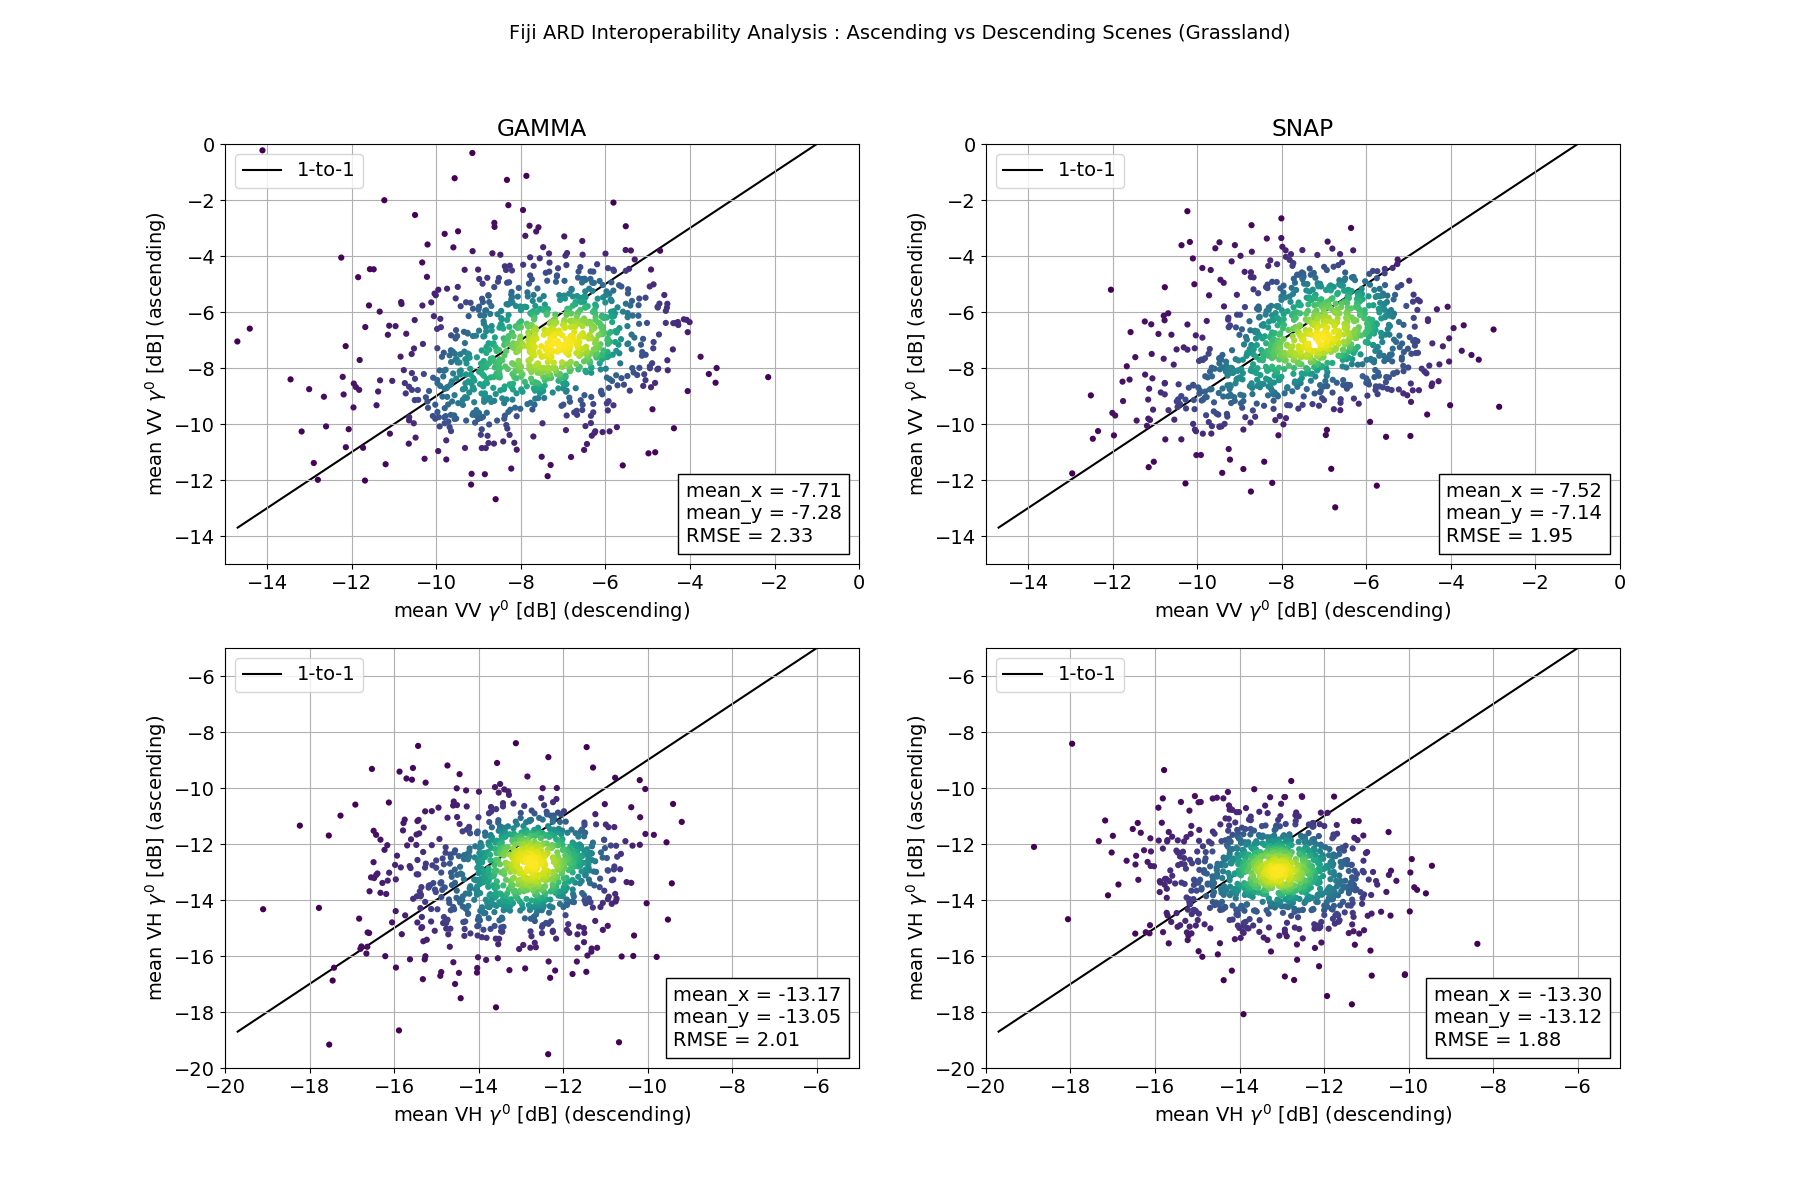 Fiji ARD Interoperability Analysis : Ascending vs Descending Scenes (Grassland)
GAMMA
0
−2
−4
−6
−8
−10
−12
−14
mean VV γ⁰ [dB] (ascending)
1-to-1
mean_x = -7.71
mean_y = -7.28
RMSE = 2.33
−14 −12 −10 −8 −6 −4 −2 0
mean VV γ⁰ [dB] (descending)
SNAP
0
−2
−4
−6
−8
−10
−12
−14
mean VV γ⁰ [dB] (ascending)
1-to-1
mean_x = -7.52
mean_y = -7.14
RMSE = 1.95
−14 −12 −10 −8 −6 −4 −2 0
mean VV γ⁰ [dB] (descending)
−6
−8
−10
−12
−14
−16
−18
−20
mean VH γ⁰ [dB] (ascending)
1-to-1
mean_x = -13.17
mean_y = -13.05
RMSE = 2.01
−20 −18 −16 −14 −12 −10 −8 −6
mean VH γ⁰ [dB] (descending)
−6
−8
−10
−12
−14
−16
−18
−20
mean VH γ⁰ [dB] (ascending)
1-to-1
mean_x = -13.30
mean_y = -13.12
RMSE = 1.88
−20 −18 −16 −14 −12 −10 −8 −6
mean VH γ⁰ [dB] (descending)